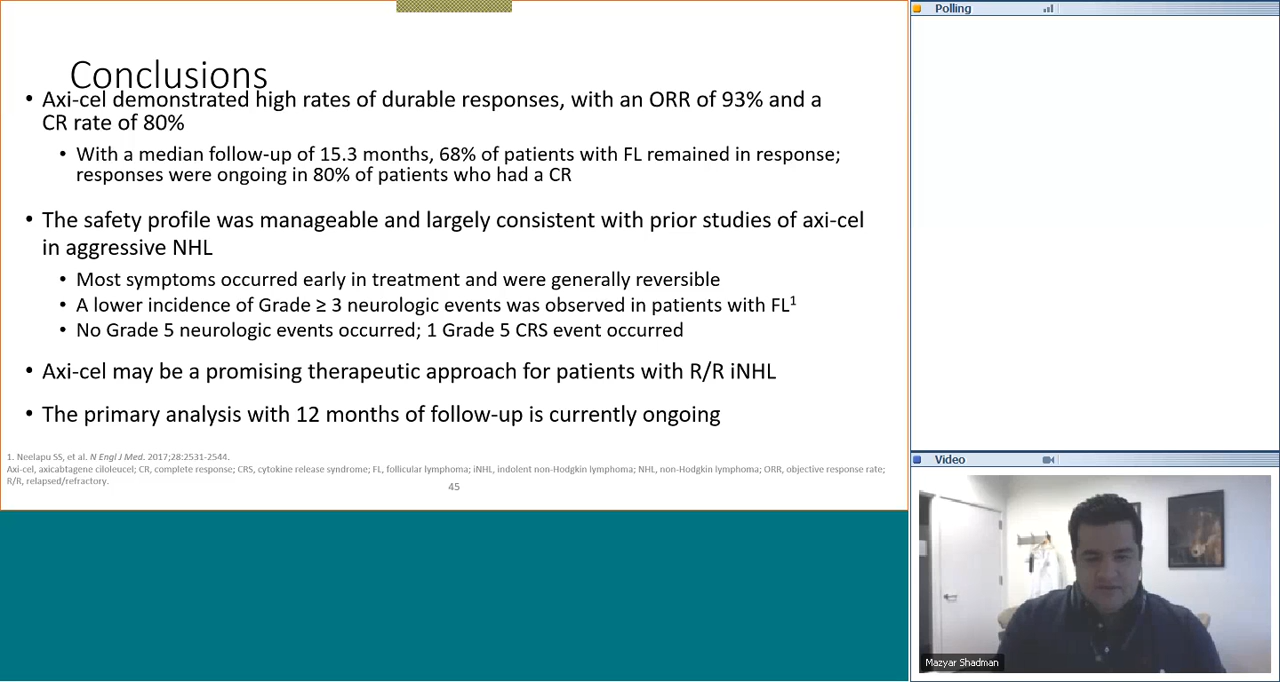 Conclusions
• Axi-cel demonstrated high rates of durable responses, with an ORR of 93% and a
CR rate of 80%
• With a median follow-up of 15.3 months, 68% of patients with FL remained in response;
responses were ongoing in 80% of patients who had a CR
• The safety profile was manageable and largely consistent with prior studies of axi-cel
in aggressive NHL
• Most symptoms occurred early in treatment and were generally reversible
• A lower incidence of Grade ≥ 3 neurologic events was observed in patients with FL¹
• No Grade 5 neurologic events occurred; 1 Grade 5 CRS event occurred
• Axi-cel may be a promising therapeutic approach for patients with R/R iNHL
• The primary analysis with 12 months of follow-up is currently ongoing
1. Neelapu SS, et al. N Engl J Med. 2017;28:2531-2544.
Axi-cel, axicabtagene ciloleucel; CR, complete response; CRS, cytokine release syndrome; FL, follicular lymphoma; iNHL, indolent non-Hodgkin lymphoma; NHL, non-Hodgkin lymphoma; ORR, objective response rate;
R/R, relapsed/refractory.
45
Polling
Video
Mazyar Shadman